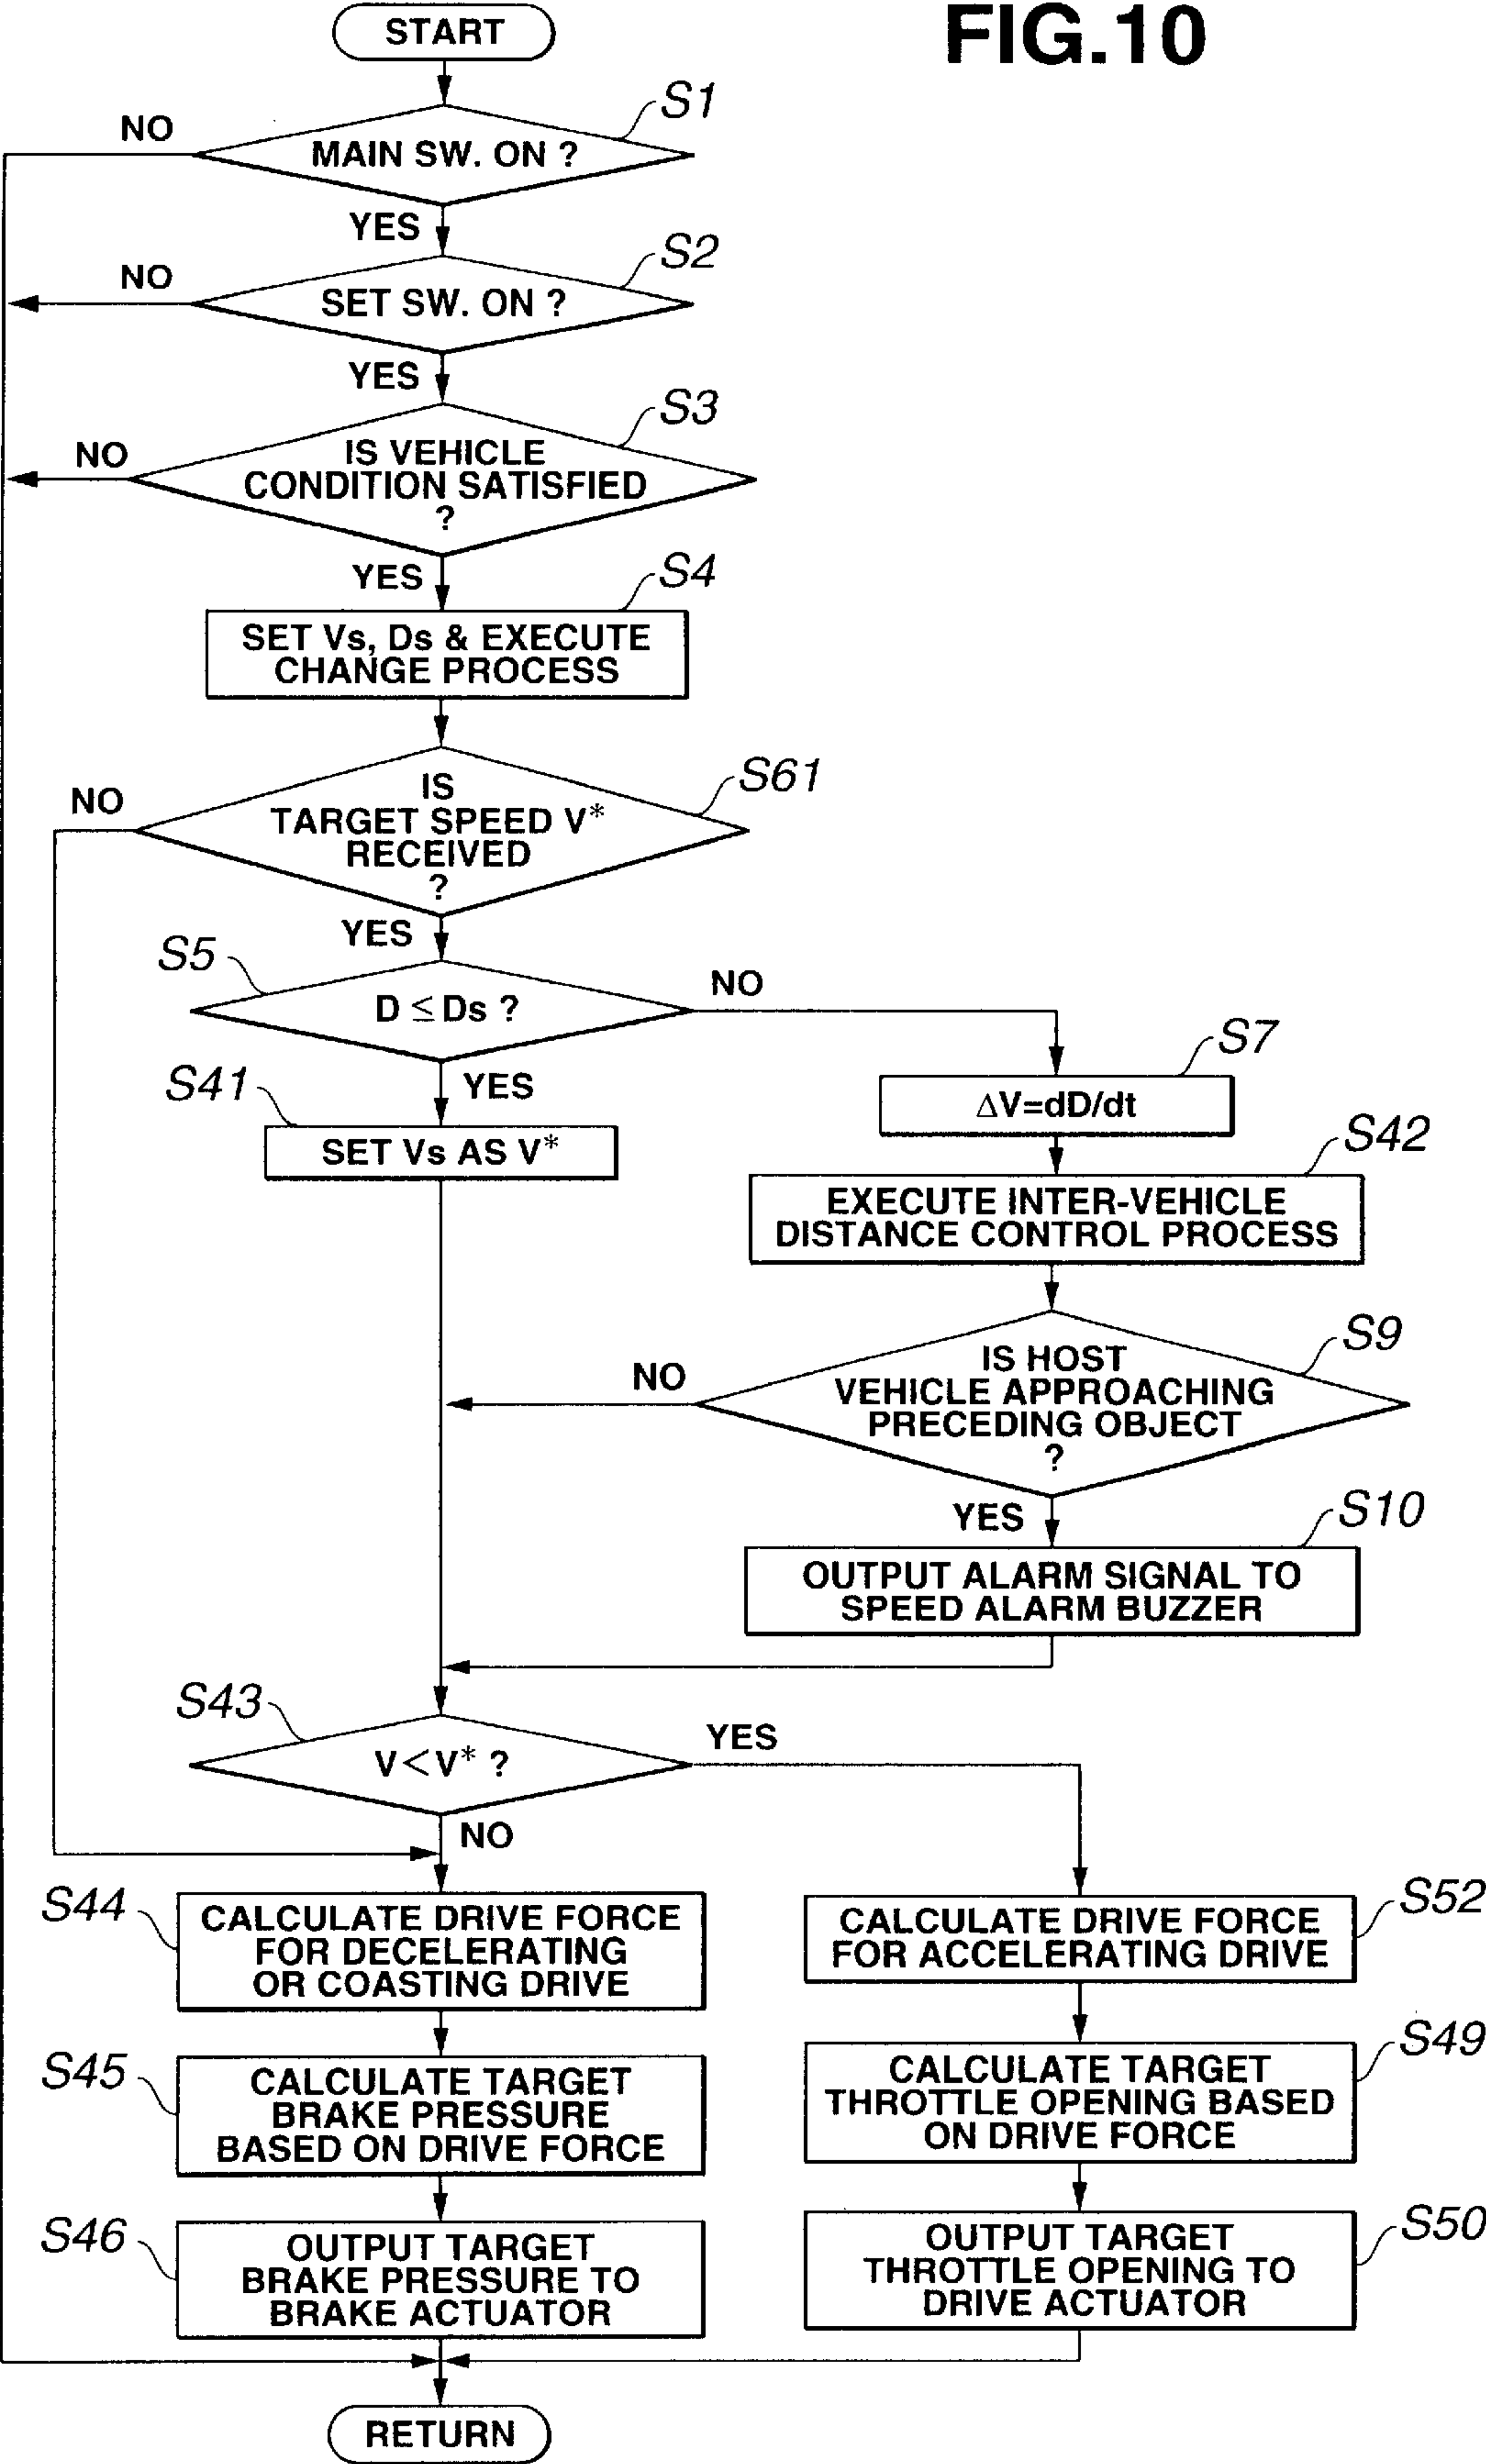 FIG.10
START
S1
NO
MAIN SW. ON ?
YES
S2
NO
SET SW. ON ?
YES
S3
NO
IS VEHICLE
CONDITION SATISFIED
?
YES
S4
SET Vs, Ds & EXECUTE
CHANGE PROCESS
S61
NO
IS
TARGET SPEED V*
RECEIVED
?
YES
S5
D ≤ Ds ?
NO
YES
S7
ΔV=dD/dt
S41
SET Vs AS V*
S42
EXECUTE INTER-VEHICLE
DISTANCE CONTROL PROCESS
S9
NO
IS HOST
VEHICLE APPROACHING
PRECEDING OBJECT
?
YES
S10
OUTPUT ALARM SIGNAL TO
SPEED ALARM BUZZER
S43
V<V* ?
YES
NO
S44
CALCULATE DRIVE FORCE
FOR DECELERATING
OR COASTING DRIVE
S52
CALCULATE DRIVE FORCE
FOR ACCELERATING DRIVE
S45
CALCULATE TARGET
BRAKE PRESSURE
BASED ON DRIVE FORCE
S49
CALCULATE TARGET
THROTTLE OPENING BASED
ON DRIVE FORCE
S46
OUTPUT TARGET
BRAKE PRESSURE TO
BRAKE ACTUATOR
S50
OUTPUT TARGET
THROTTLE OPENING TO
DRIVE ACTUATOR
RETURN